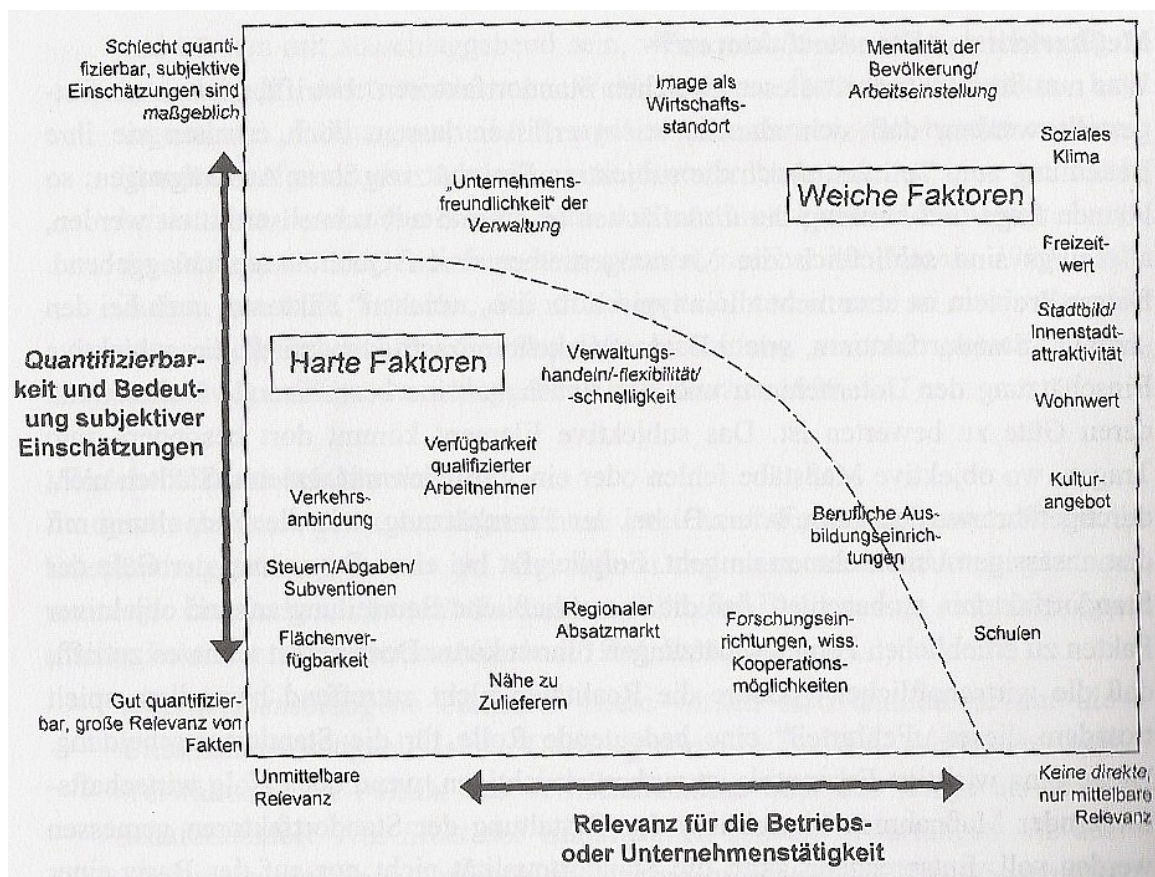 Schlecht quanti-
fizierbar, subjektive
Einschätzungen sind
maßgeblich
Image als
Wirtschafts-
standort
Mentalität der
Bevölkerung/
Arbeitseinstellung
Soziales
Klima
„Unternehmens-
freundlichkeit“ der
Verwaltung
Weiche Faktoren
Freizeit-
wert
Stadtbild/
Innenstadt-
attraktivität
Wohnwert
Kultur-
angebot
Quantifizierbar-
keit und Bedeut-
ung subjektiver
Einschätzungen
Harte Faktoren
Verwaltungs-
handeln/-flexibilität/
-schnelligkeit
Verfügbarkeit
qualifizierter
Arbeitnehmer
Verkehrs-
anbindung
Berufliche Aus-
bildungseinrich-
tungen
Steuern/Abgaben/
Subventionen
Regionaler
Absatzmarkt
Forschungsein-
richtungen, wiss.
Kooperations-
möglichkeiten
Schulen
Flächenver-
fügbarkeit
Nähe zu
Zulieferern
Gut quantifizier-
bar, große Relevanz von
Fakten
Unmittelbare
Relevanz
Keine direkte,
nur mittelbare
Relevanz
Relevanz für die Betriebs-
oder Unternehmenstätigkeit